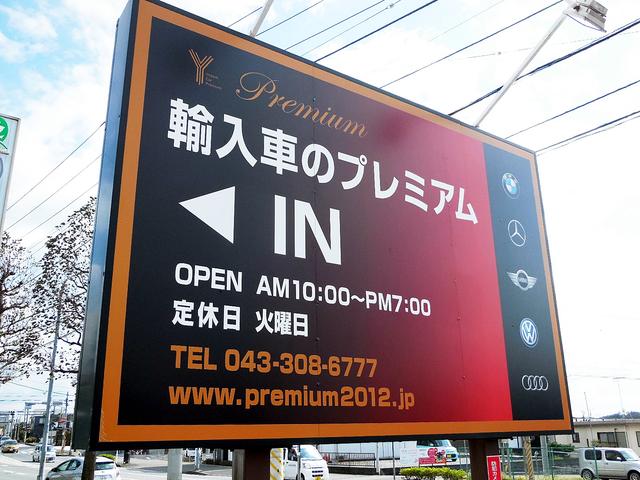 Premium
輸入車のプレミアム
IN
OPEN AM10:00〜PM7:00
定休日 火曜日
TEL 043-308-6777
www.premium2012.jp